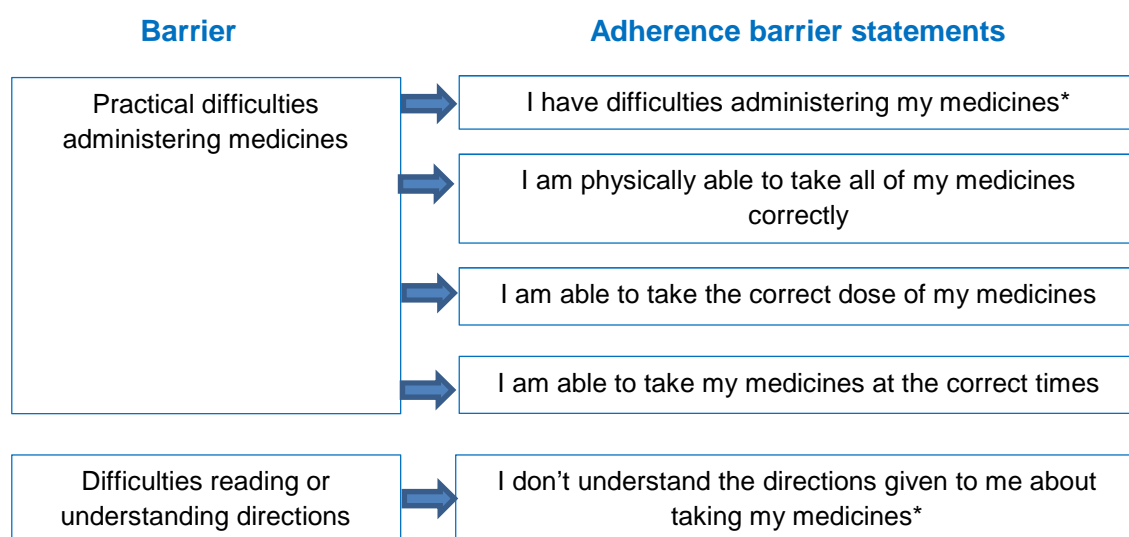 Barrier
Adherence barrier statements
Practical difficulties
administering medicines
I have difficulties administering my medicines*
I am physically able to take all of my medicines
correctly
I am able to take the correct dose of my medicines
I am able to take my medicines at the correct times
Difficulties reading or
understanding directions
I don’t understand the directions given to me about
taking my medicines*